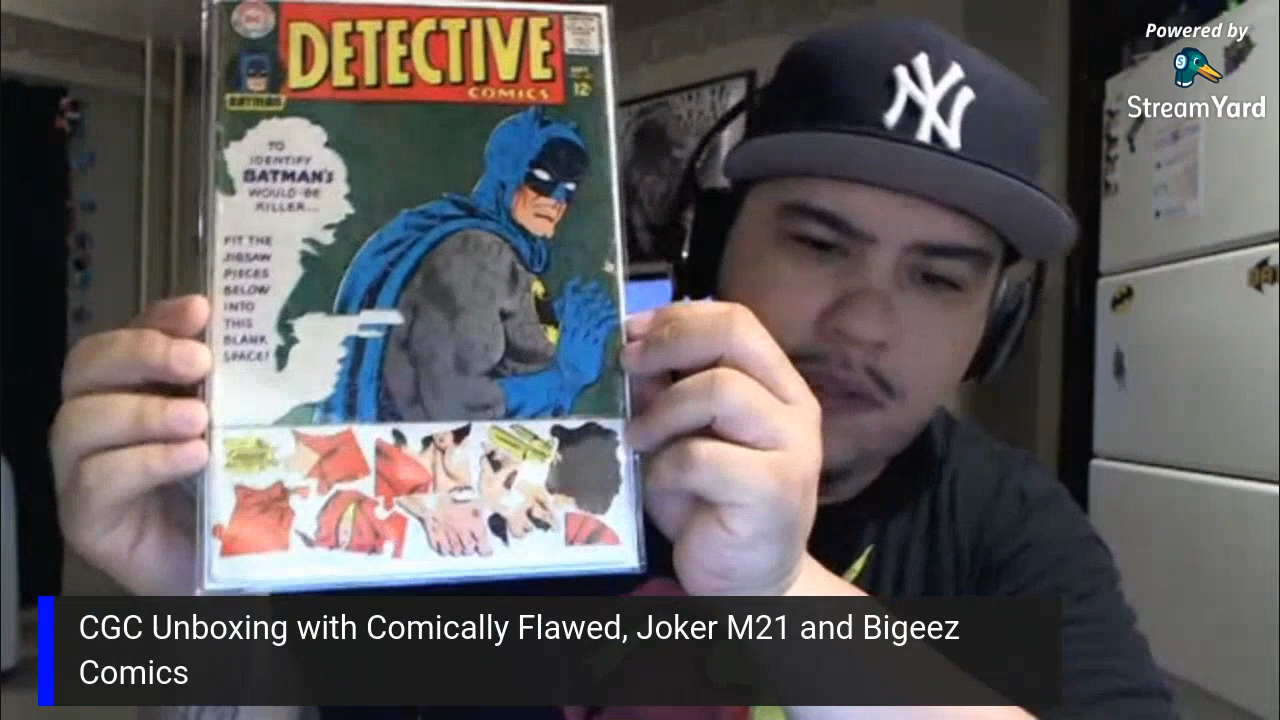 Powered by
StreamYard
NY
DC
DETECTIVE
COMICS
BATMAN
12¢
TO
IDENTIFY
BATMAN'S
WOULD-BE
KILLER...
FIT THE
JIGSAW
PIECES
BELOW
INTO
THIS
BLANK
SPACE!
CGC Unboxing with Comically Flawed, Joker M21 and Bigeez
Comics